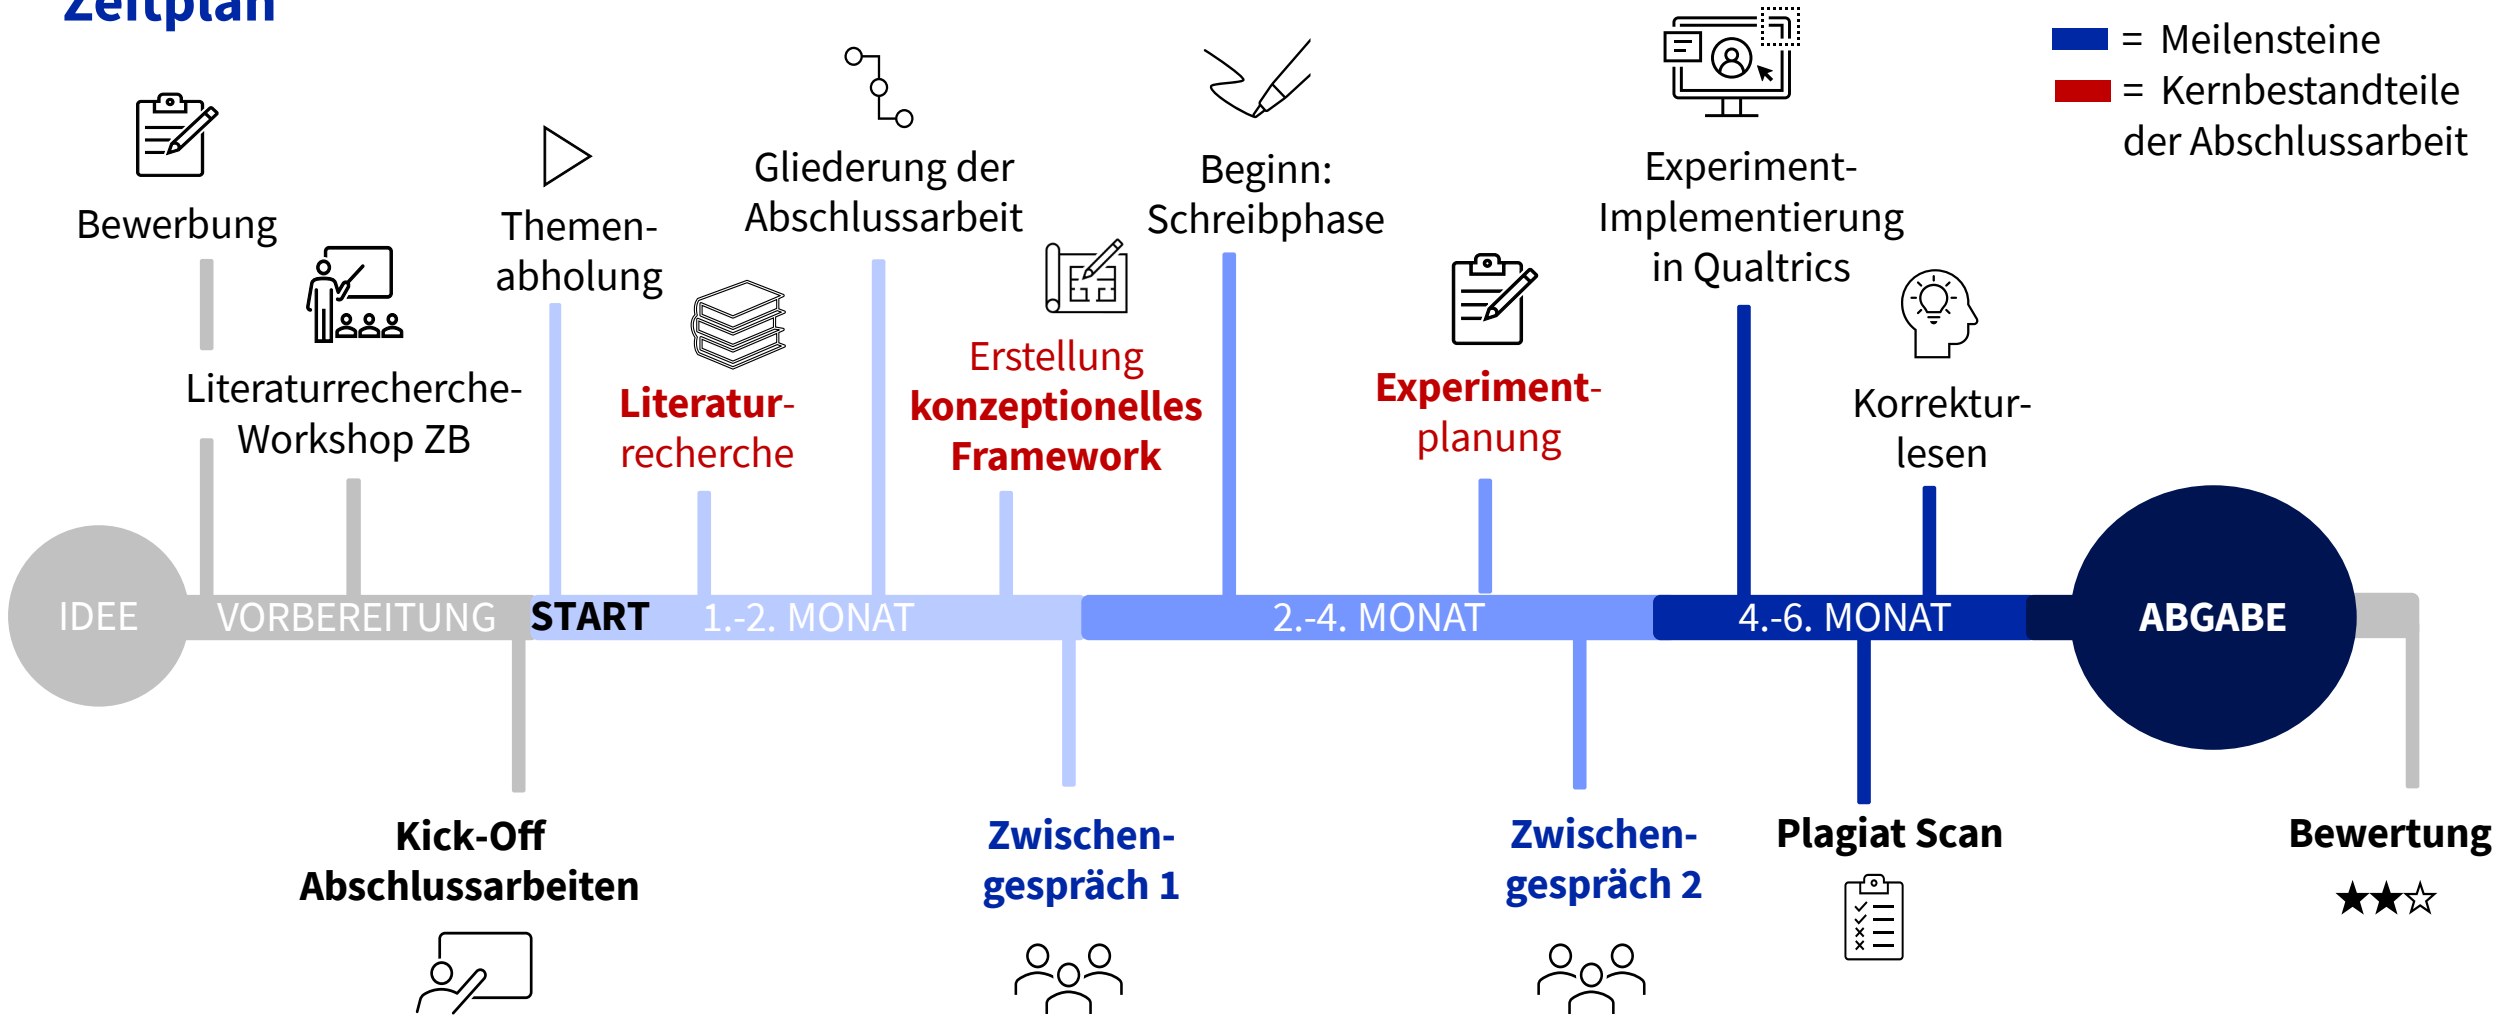 Zeitplan
= Meilensteine
= Kernbestandteile
der Abschlussarbeit
Bewerbung
Literaturrecherche-
Workshop ZB
Themen-
abholung
Literatur-
recherche
Gliederung der
Abschlussarbeit
Erstellung
konzeptionelles
Framework
Beginn:
Schreibphase
Experiment-
planung
Experiment-
Implementierung
in Qualtrics
Korrektur-
lesen
IDEE
VORBEREITUNG
START
1.-2. MONAT
2.-4. MONAT
4.-6. MONAT
ABGABE
Kick-Off
Abschlussarbeiten
Zwischen-
gespräch 1
Zwischen-
gespräch 2
Plagiat Scan
Bewertung